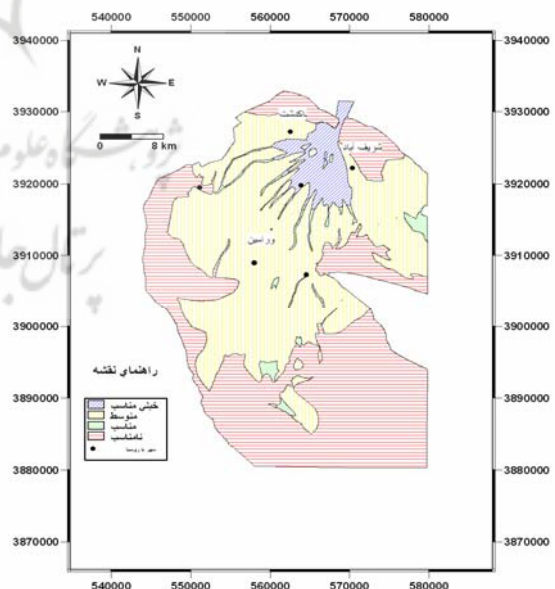 540000 550000 560000 570000 580000
3940000 3940000
N
W E
S
3930000 3930000
0 8 km
پاکدشت
شریف آباد
3920000 3920000
ورامین
3910000 3910000
3900000 3900000
راهنمای نقشه
خیلی مناسب
متوسط
مناسب
نامناسب
3890000 3890000
3880000 3880000
3870000 3870000
540000 550000 560000 570000 580000